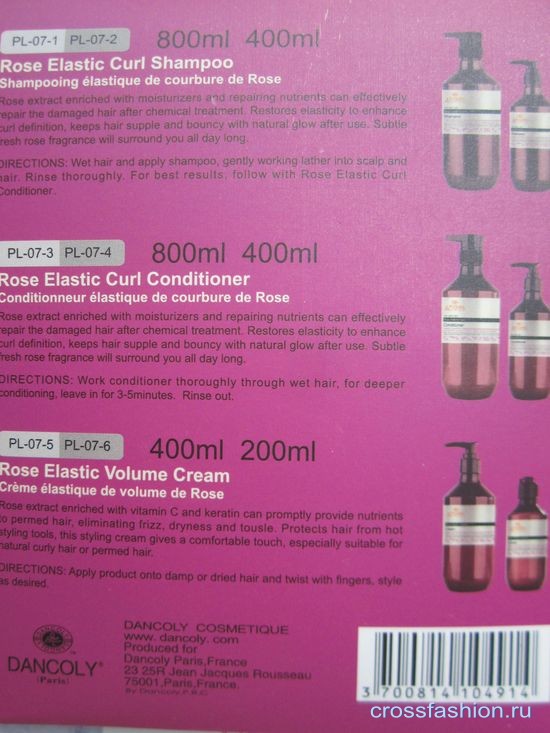 PL-07-1 PL-07-2 800ml 400ml
Rose Elastic Curl Shampoo
Shampooing élastique de courbure de Rose
Rose extract enriched with moisturizers and repairing nutrients can effectively
repair the damaged hair after chemical treatment. Restores elasticity to enhance
curl definition, keeps hair supple and bouncy with natural glow after use. Subtle
fresh rose fragrance will surround you all day long.
DIRECTIONS: Wet hair and apply shampoo, gently working lather into scalp and
hair. Rinse thoroughly. For best results, follow with Rose Elastic Curl
Conditioner.
PL-07-3 PL-07-4 800ml 400ml
Rose Elastic Curl Conditioner
Conditionneur élastique de courbure de Rose
Rose extract enriched with moisturizers and repairing nutrients can effectively
repair the damaged hair after chemical treatment. Restores elasticity to enhance
curl definition, keeps hair supple and bouncy with natural glow after use. Subtle
fresh rose fragrance will surround you all day long.
DIRECTIONS: Work conditioner thoroughly through wet hair, for deeper
conditioning, leave in for 3-5minutes. Rinse out.
PL-07-5 PL-07-6 400ml 200ml
Rose Elastic Volume Cream
Crème élastique de volume de Rose
Rose extract enriched with vitamin C and keratin can promptly provide nutrients
to permed hair, eliminating frizz, dryness and tousle. Protects hair from hot
styling tools, this styling cream gives a comfortable touch, especially suitable for
natural curly hair or permed hair.
DIRECTIONS: Apply product onto damp or dried hair and twist with fingers, style
as desired.
DANCOLY®
(Paris)
DANCOLY COSMETIQUE
www. dancoly. com
Produced for
Dancoly Paris,France
23 25R Jean Jacques Rousseau
75001,Paris,France
By Dancoly P.B.C
3 700814 104914
crossfashion.ru